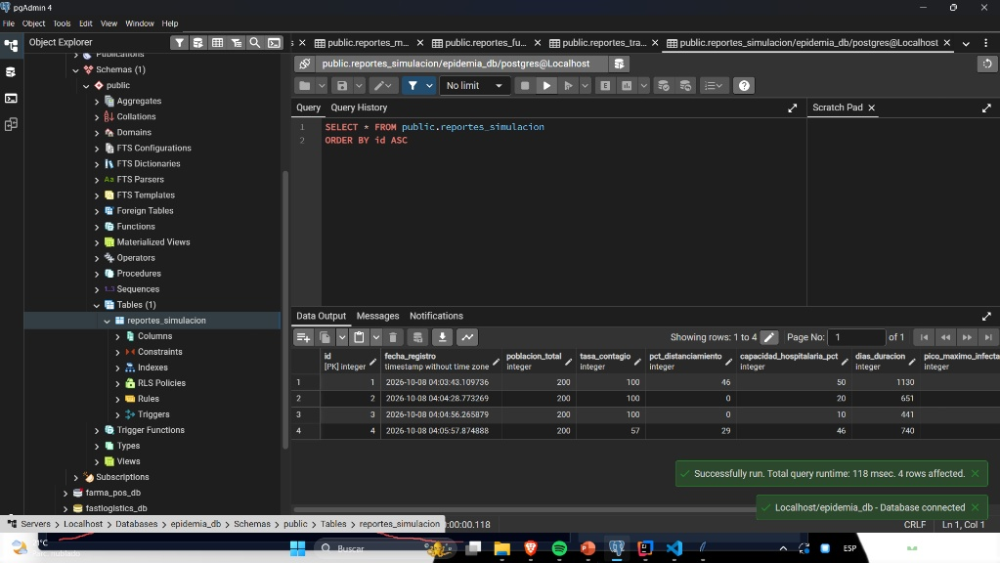 pgAdmin 4
File Object Tools Edit View Window Help
Object Explorer
public.reportes_m...
public.reportes_fu...
public.reportes_tra...
public.reportes_simulacion/epidemia_db/postgres@Localhost
public.reportes_simulacion/epidemia_db/postgres@Localhost
No limit
Query Query History
Scratch Pad
1 SELECT * FROM public.reportes_simulacion
2 ORDER BY id ASC
Publications
Schemas (1)
public
Aggregates
Collations
Domains
FTS Configurations
FTS Dictionaries
FTS Parsers
FTS Templates
Foreign Tables
Functions
Materialized Views
Operators
Procedures
Sequences
Tables (1)
reportes_simulacion
Columns
Constraints
Indexes
RLS Policies
Rules
Triggers
Trigger Functions
Types
Views
Subscriptions
farma_pos_db
fastlogistics_db
Data Output Messages Notifications
Showing rows: 1 to 4 Page No: 1 of 1
id fecha_registro poblacion_total tasa_contagio pct_distanciamiento capacidad_hospitalaria_pct dias_duracion pico_maximo_infecta
[PK] integer timestamp without time zone integer integer integer integer integer integer
1 1 2026-10-08 04:03:43.109736 200 100 46 50 1130
2 2 2026-10-08 04:04:28.773269 200 100 0 20 651
3 3 2026-10-08 04:04:56.265879 200 100 0 10 441
4 4 2026-10-08 04:05:57.874888 200 57 29 46 740
Successfully run. Total query runtime: 118 msec. 4 rows affected.
Localhost/epidemia_db - Database connected
Servers > Localhost > Databases > epidemia_db > Schemas > public > Tables > reportes_simulacion
:00:00.118
CRLF Ln 1, Col 1
Buscar
ESP